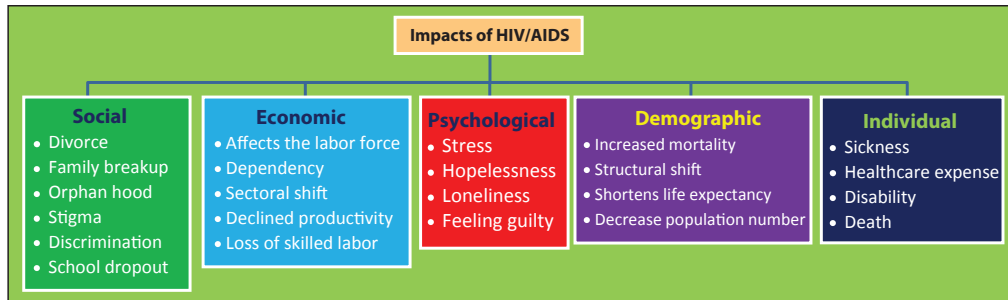 Impacts of HIV/AIDS
Social
• Divorce
• Family breakup
• Orphan hood
• Stigma
• Discrimination
• School dropout
Economic
• Affects the labor force
• Dependency
• Sectoral shift
• Declined productivity
• Loss of skilled labor
Psychological
• Stress
• Hopelessness
• Loneliness
• Feeling guilty
Demographic
• Increased mortality
• Structural shift
• Shortens life expectancy
• Decrease population number
Individual
• Sickness
• Healthcare expense
• Disability
• Death